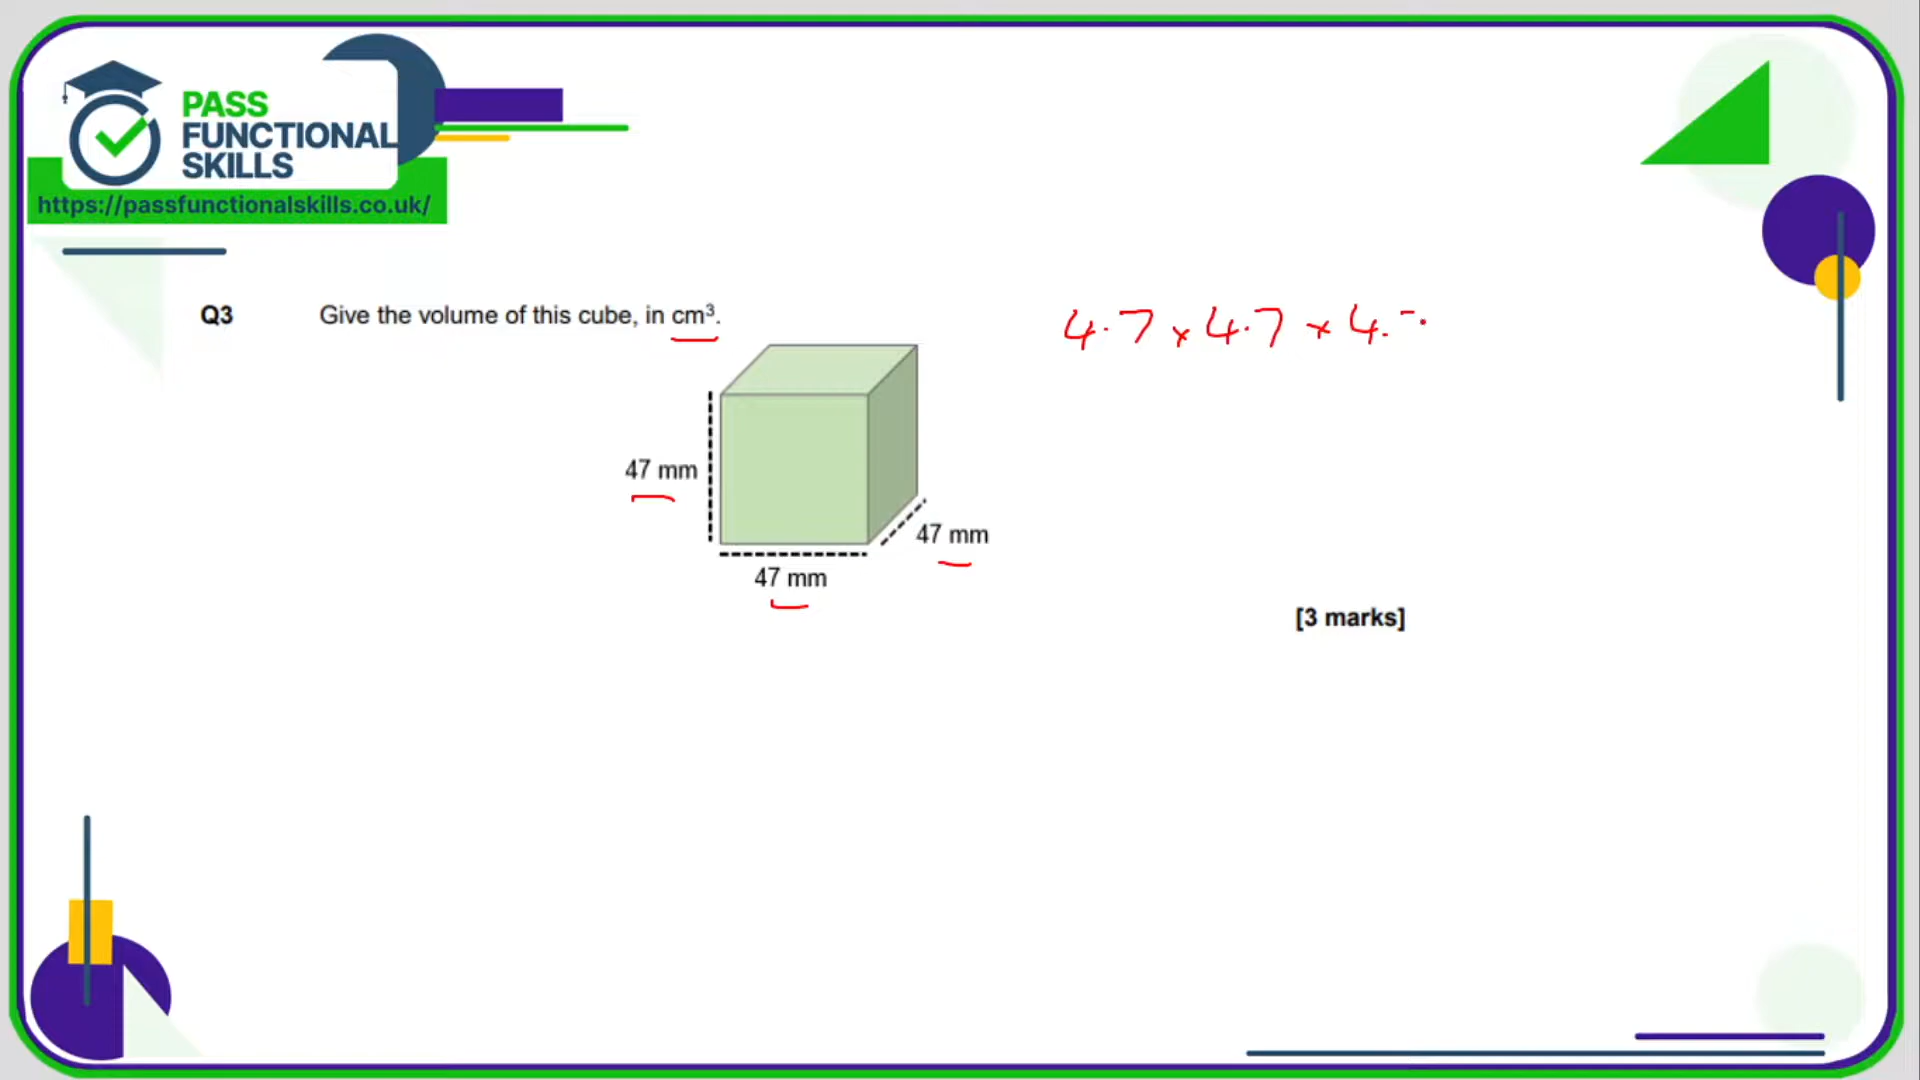 PASS
FUNCTIONAL
SKILLS
https://passfunctionalskills.co.uk/
Q3 Give the volume of this cube, in cm³.
4.7 × 4.7 × 4.
47 mm
47 mm
47 mm
[3 marks]